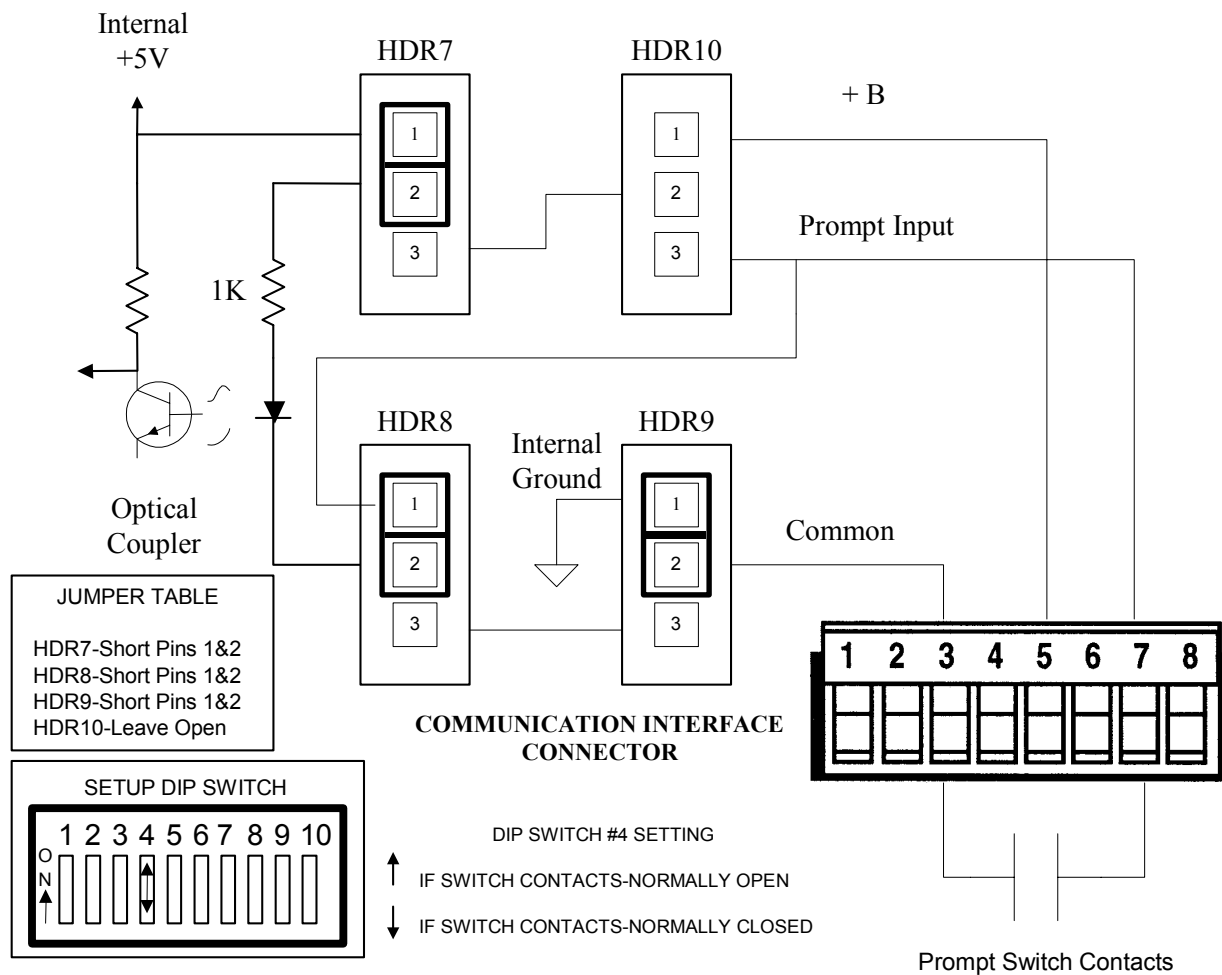 Internal
+5V
HDR7
HDR10
1
2
3
1
2
3
+ B
Prompt Input
1K
HDR8
HDR9
Internal
Ground
1
2
3
1
2
3
Common
Optical
Coupler
JUMPER TABLE
HDR7-Short Pins 1&2
HDR8-Short Pins 1&2
HDR9-Short Pins 1&2
HDR10-Leave Open
COMMUNICATION INTERFACE
CONNECTOR
1 2 3 4 5 6 7 8
SETUP DIP SWITCH
1 2 3 4 5 6 7 8 9 10
O
N
DIP SWITCH #4 SETTING
IF SWITCH CONTACTS-NORMALLY OPEN
IF SWITCH CONTACTS-NORMALLY CLOSED
Prompt Switch Contacts